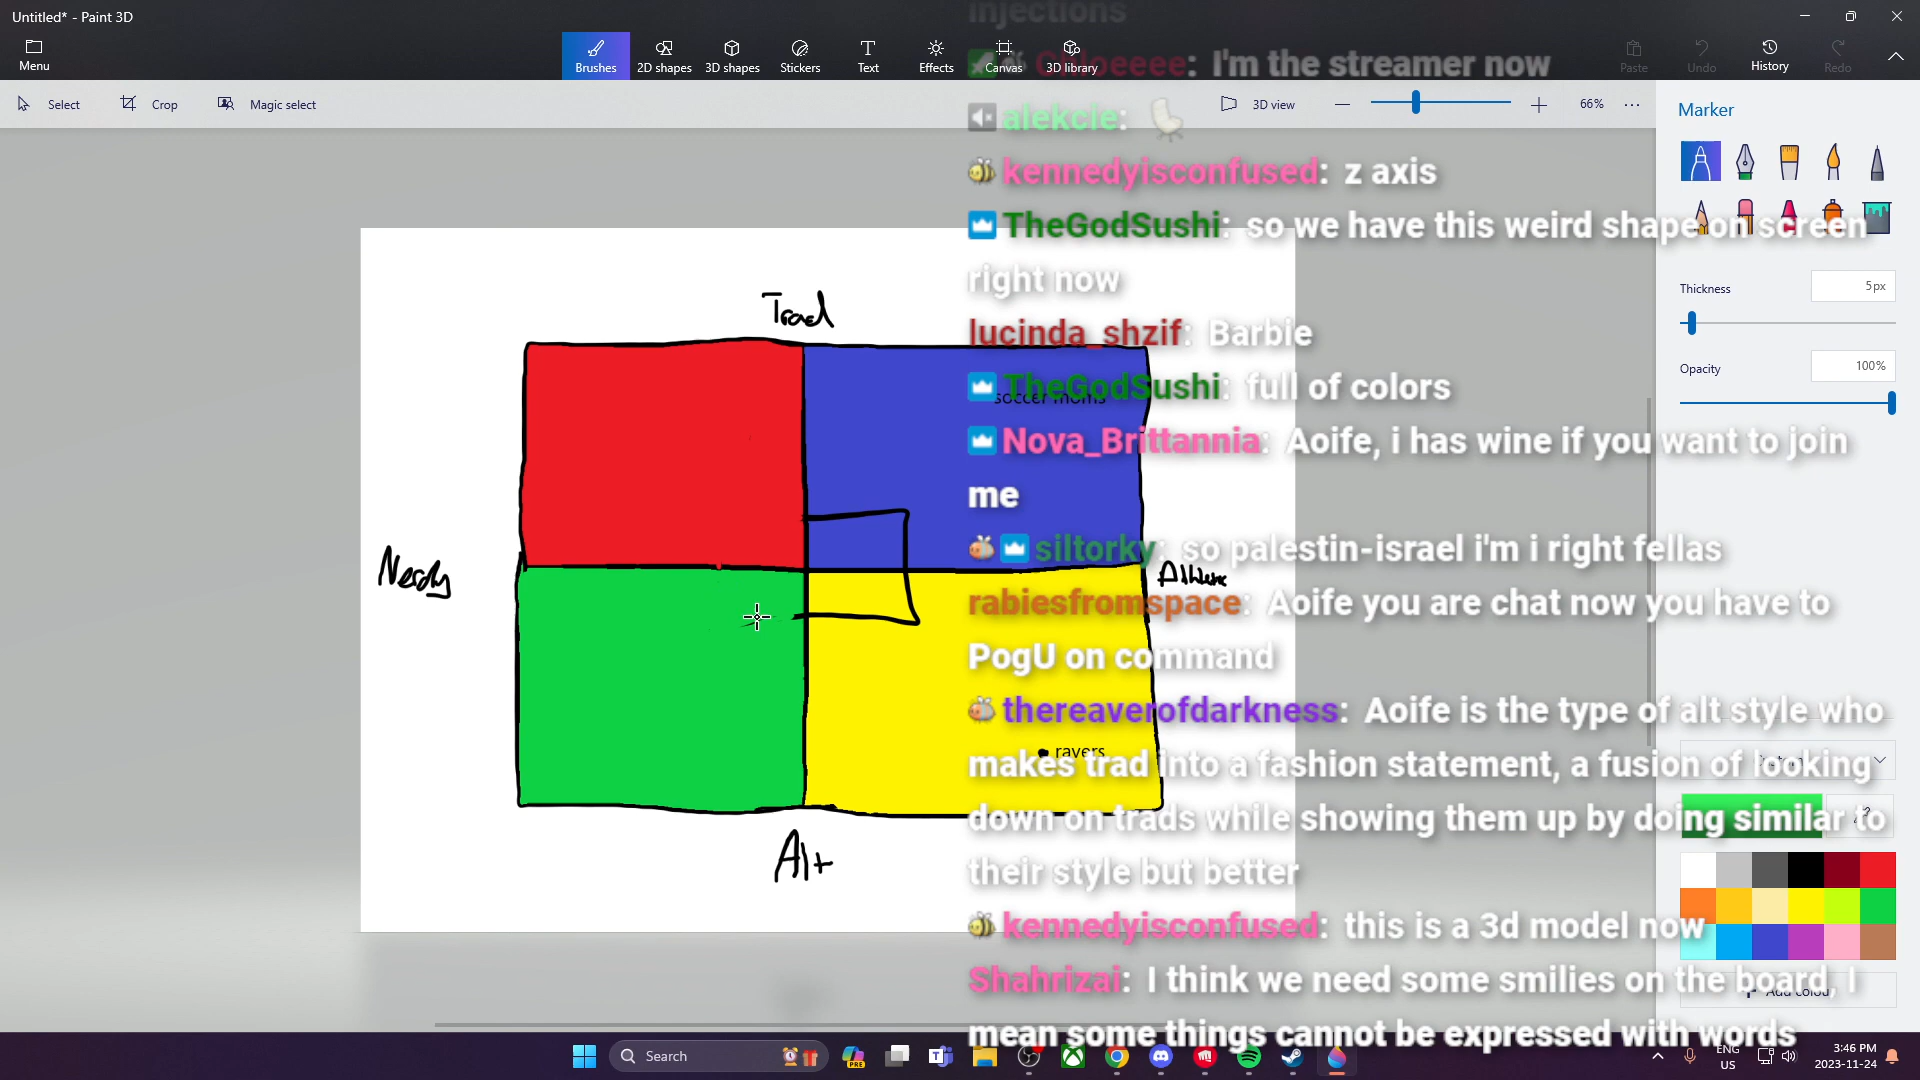 Untitled* - Paint 3D
injections
Menu
Brushes
2D shapes
3D shapes
Stickers
Text
Effects
Canvas
3D library
Paste
Undo
History
Redo
Chloeeee: I'm the streamer now
Select
Crop
Magic select
3D view
66%
Marker
alekcie:
kennedyisconfused: z axis
TheGodSushi: so we have this weird shape on screen
right now
Thickness
5px
lucinda_shzif: Barbie
Opacity
100%
TheGodSushi: full of colors
Nova_Brittannia: Aoife, i has wine if you want to join
me
siltorky: so palestin-israel i'm i right fellas
rabiesfromspace: Aoife you are chat now you have to
PogU on command
thereaverofdarkness: Aoife is the type of alt style who
makes trad into a fashion statement, a fusion of looking
down on trads while showing them up by doing similar to
their style but better
kennedyisconfused: this is a 3d model now
Shahrizai: I think we need some smilies on the board, I
mean some things cannot be expressed with words
Add colour
Trad
soccer moms
Nerdy
ravers
Alt
Search
PRE
ENG
US
3:46 PM
2023-11-24